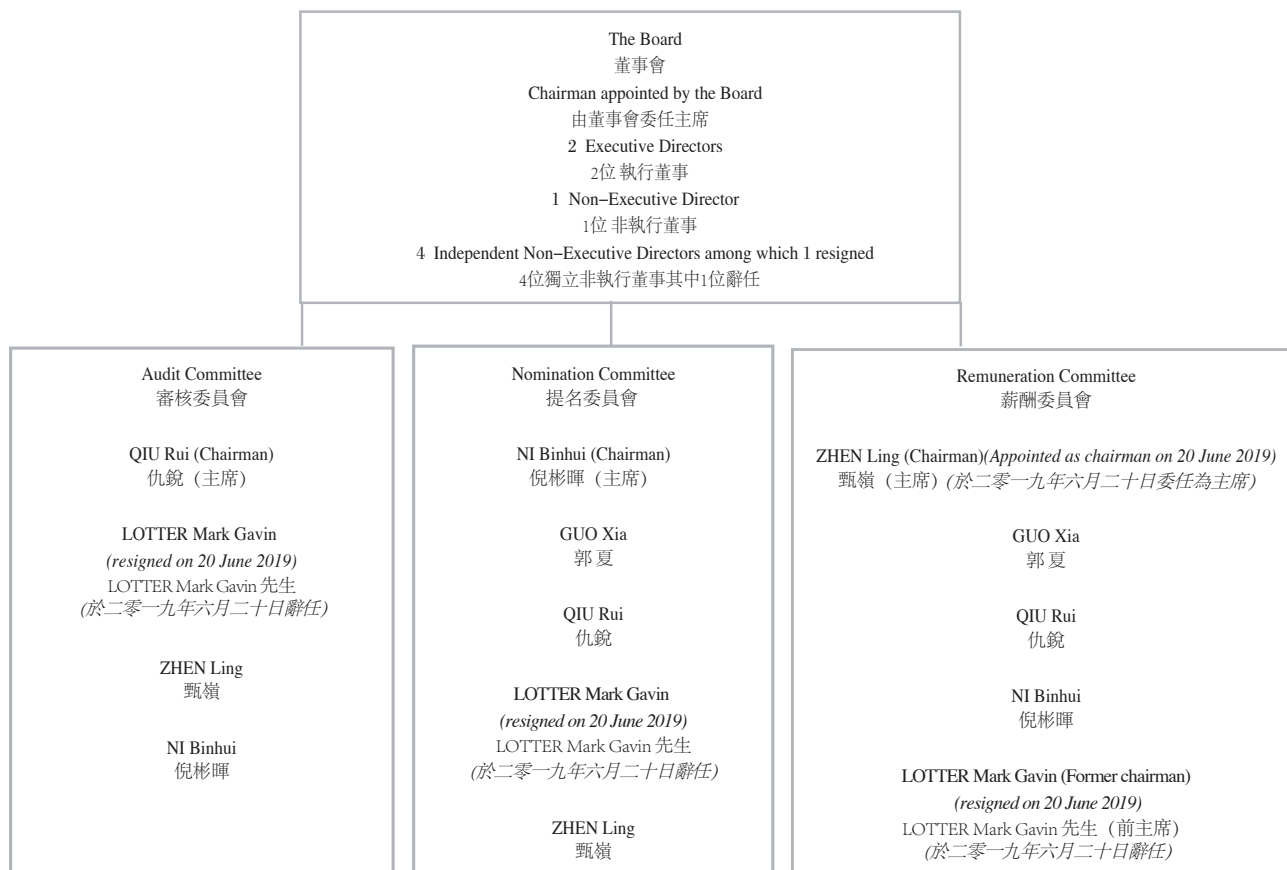 The Board
董事會
Chairman appointed by the Board
由董事會委任主席
2 Executive Directors
2位 執行董事
1 Non−Executive Director
1位 非執行董事
4 Independent Non−Executive Directors among which 1 resigned
4位獨立非執行董事其中1位辭任
Audit Committee
審核委員會
QIU Rui (Chairman)
仇銳（主席）
LOTTER Mark Gavin
(resigned on 20 June 2019)
LOTTER Mark Gavin 先生
(於二零一九年六月二十日辭任)
ZHEN Ling
甄嶺
NI Binhui
倪彬暉
Nomination Committee
提名委員會
NI Binhui (Chairman)
倪彬暉（主席）
GUO Xia
郭 夏
QIU Rui
仇銳
LOTTER Mark Gavin
(resigned on 20 June 2019)
LOTTER Mark Gavin 先生
(於二零一九年六月二十日辭任)
ZHEN Ling
甄嶺
Remuneration Committee
薪酬委員會
ZHEN Ling (Chairman)(Appointed as chairman on 20 June 2019)
甄嶺（主席）(於二零一九年六月二十日委任為主席)
GUO Xia
郭 夏
QIU Rui
仇銳
NI Binhui
倪彬暉
LOTTER Mark Gavin (Former chairman)
(resigned on 20 June 2019)
LOTTER Mark Gavin 先生（前主席）
(於二零一九年六月二十日辭任)